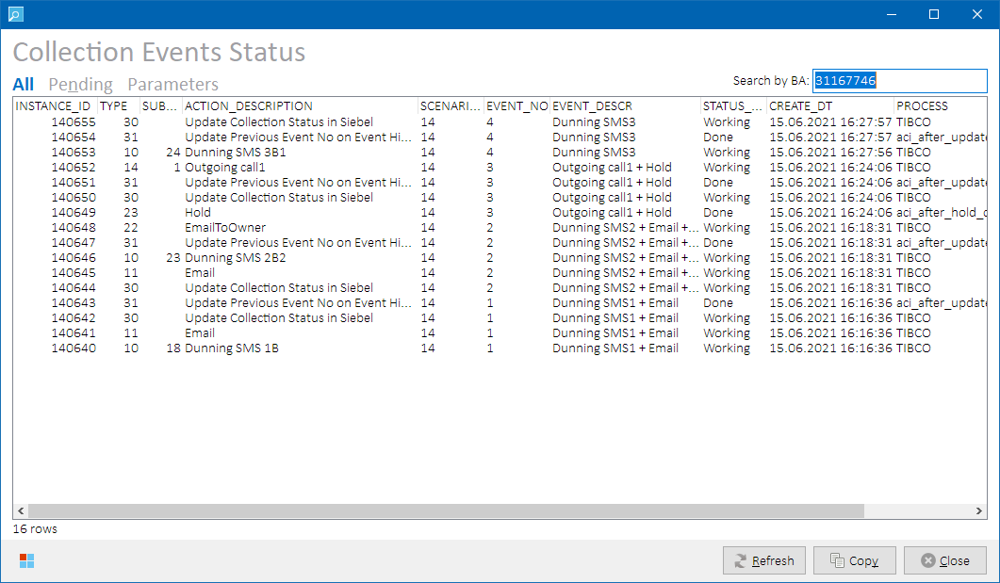 Collection Events Status
All Pending Parameters Search by BA: 31167746
INSTANCE_ID TYPE SUB... ACTION_DESCRIPTION SCENARI... EVENT_NO EVENT_DESCR STATUS_... CREATE_DT PROCESS
140655 30 Update Collection Status in Siebel 14 4 Dunning SMS3 Working 15.06.2021 16:27:57 TIBCO
140654 31 Update Previous Event No on Event Hi... 14 4 Dunning SMS3 Done 15.06.2021 16:27:57 aci_after_update
140653 10 24 Dunning SMS 3B1 14 4 Dunning SMS3 Working 15.06.2021 16:27:56 TIBCO
140652 14 1 Outgoing call1 14 3 Outgoing call1 + Hold Working 15.06.2021 16:24:06 TIBCO
140651 31 Update Previous Event No on Event Hi... 14 3 Outgoing call1 + Hold Done 15.06.2021 16:24:06 aci_after_update
140650 30 Update Collection Status in Siebel 14 3 Outgoing call1 + Hold Working 15.06.2021 16:24:06 TIBCO
140649 23 Hold 14 3 Outgoing call1 + Hold Done 15.06.2021 16:24:06 aci_after_hold_c
140648 22 EmailToOwner 14 2 Dunning SMS2 + Email +... Working 15.06.2021 16:18:31 TIBCO
140647 31 Update Previous Event No on Event Hi... 14 2 Dunning SMS2 + Email +... Done 15.06.2021 16:18:31 aci_after_update
140646 10 23 Dunning SMS 2B2 14 2 Dunning SMS2 + Email +... Working 15.06.2021 16:18:31 TIBCO
140645 11 Email 14 2 Dunning SMS2 + Email +... Working 15.06.2021 16:18:31 TIBCO
140644 30 Update Collection Status in Siebel 14 2 Dunning SMS2 + Email +... Working 15.06.2021 16:18:31 TIBCO
140643 31 Update Previous Event No on Event Hi... 14 1 Dunning SMS1 + Email Done 15.06.2021 16:16:36 aci_after_update
140642 30 Update Collection Status in Siebel 14 1 Dunning SMS1 + Email Working 15.06.2021 16:16:36 TIBCO
140641 11 Email 14 1 Dunning SMS1 + Email Working 15.06.2021 16:16:36 TIBCO
140640 10 18 Dunning SMS 1B 14 1 Dunning SMS1 + Email Working 15.06.2021 16:16:36 TIBCO
16 rows
Refresh Copy Close